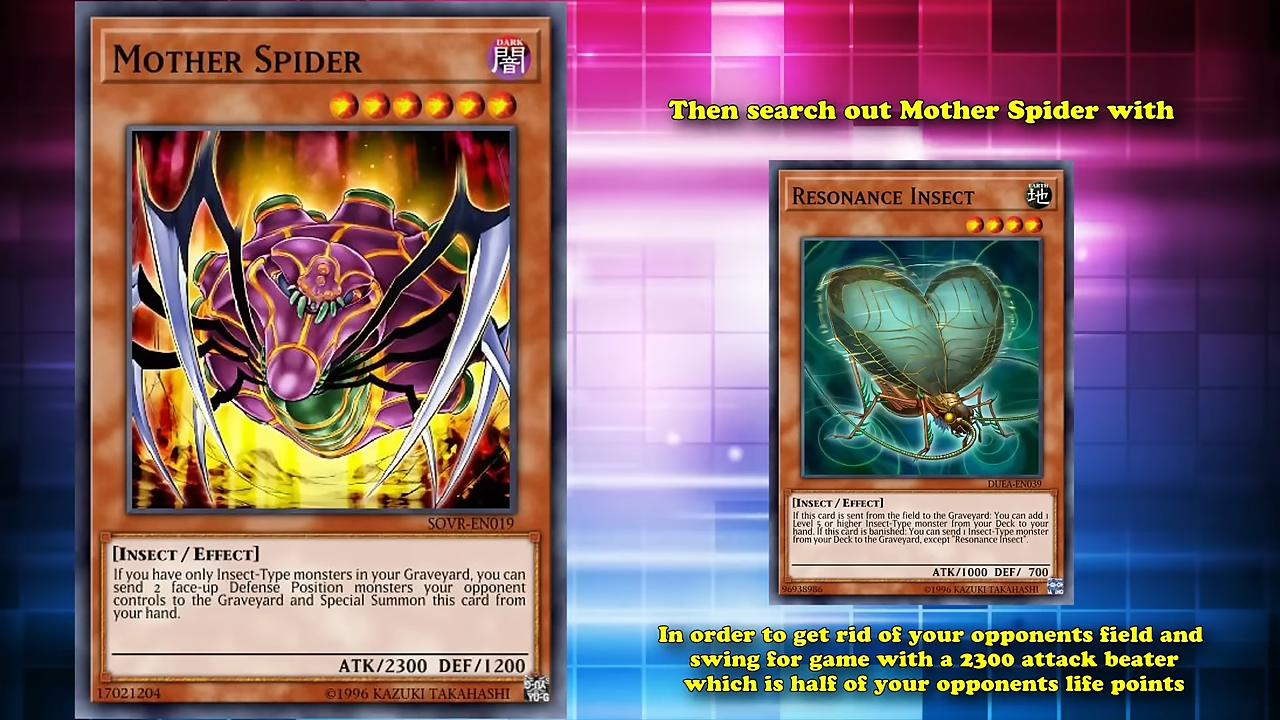 Mother Spider
DARK
闇
SOVR-EN019
[Insect / Effect]
If you have only Insect-Type monsters in your Graveyard, you can
send 2 face-up Defense Position monsters your opponent
controls to the Graveyard and Special Summon this card from
your hand.
ATK/2300 DEF/1200
17021204
©1996 KAZUKI TAKAHASHI
Then search out Mother Spider with
Resonance Insect
EARTH
地
DUEA-EN039
[Insect / Effect]
If this card is sent from the field to the Graveyard: You can add 1
Level 5 or higher Insect-Type monster from your Deck to your
hand. If this card is banished: You can send 1 Insect-Type monster
from your Deck to the Graveyard, except "Resonance Insect".
ATK/1000 DEF/ 700
96938986
©1996 KAZUKI TAKAHASHI
In order to get rid of your opponents field and
swing for game with a 2300 attack beater
which is half of your opponents life points